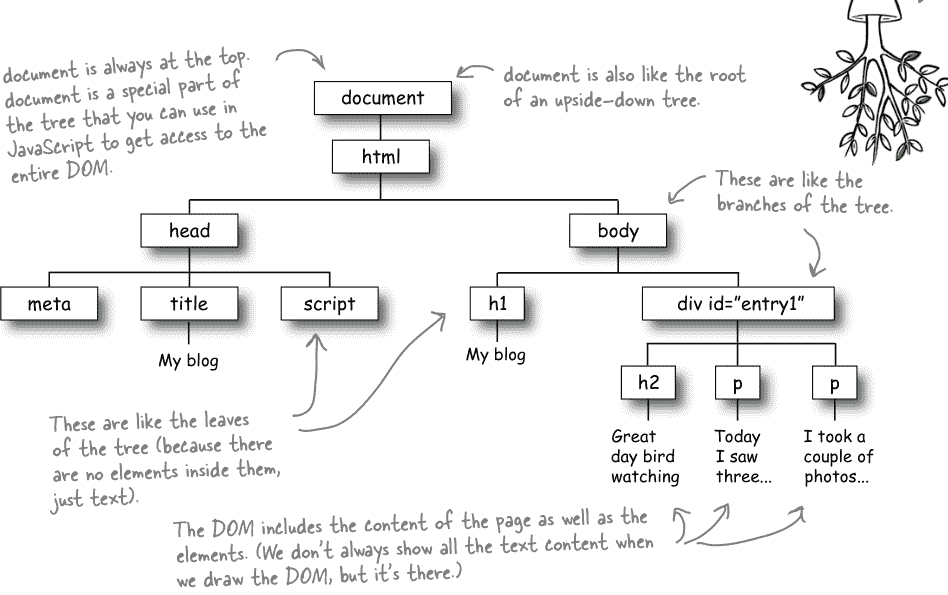 document is always at the top.
document is a special part of
the tree that you can use in
JavaScript to get access to the
entire DOM.
document
document is also like the root
of an upside-down tree.
html
These are like the
branches of the tree.
head
body
meta
title
script
h1
div id="entry1"
My blog
My blog
h2
p
p
Great
day bird
watching
Today
I saw
three...
I took a
couple of
photos...
These are like the leaves
of the tree (because there
are no elements inside them,
just text).
The DOM includes the content of the page as well as the
elements. (We don't always show all the text content when
we draw the DOM, but it's there.)